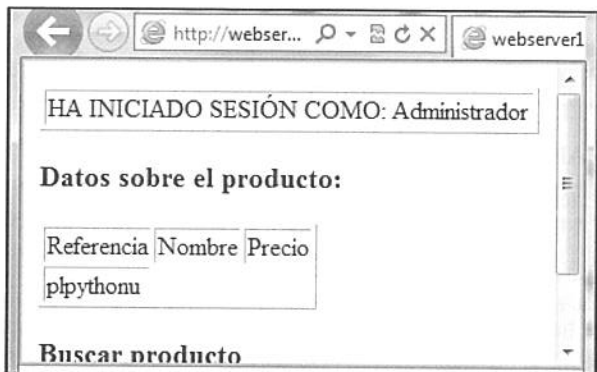 http://webser...
webserver1
HA INICIADO SESIÓN COMO: Administrador
Datos sobre el producto:
Referencia Nombre Precio
plpythonu
Buscar producto